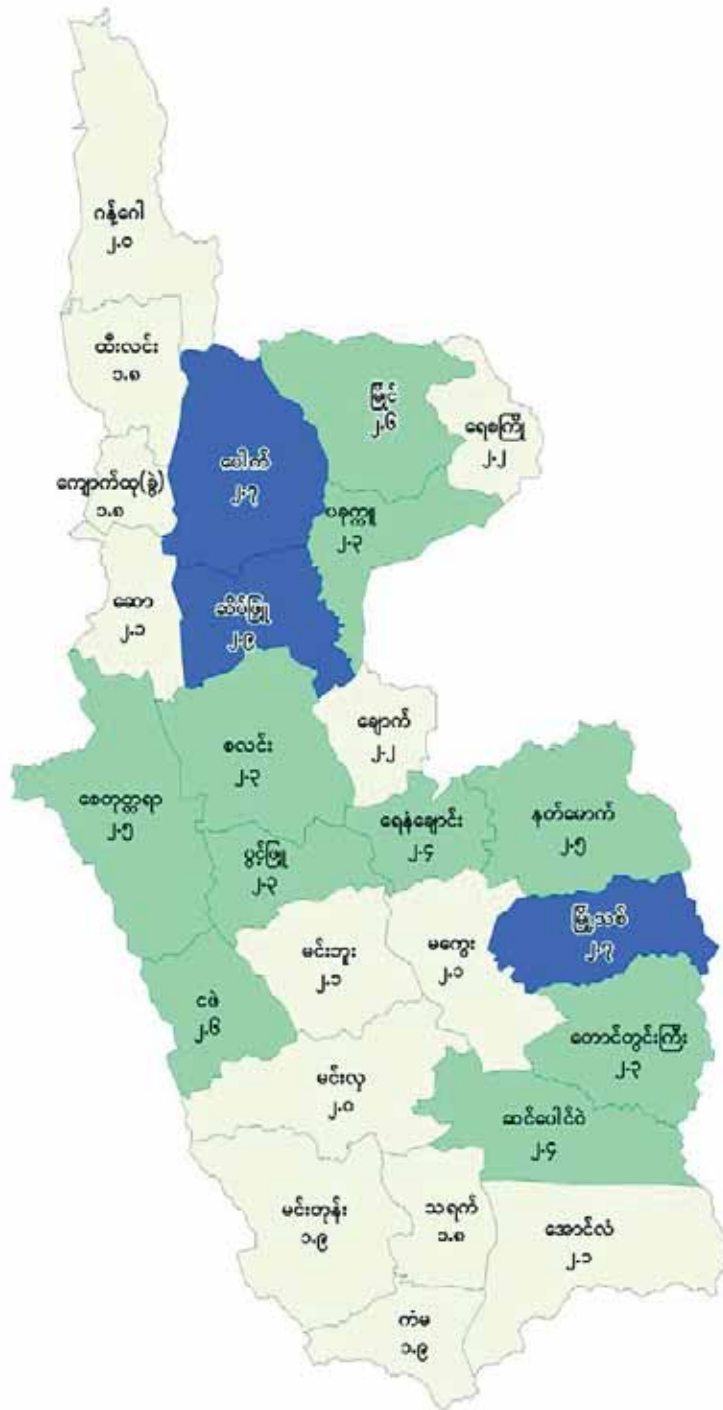 ဂန့်ဂေါ
၂.၀
ထီးလင်း
၁.၈
မြိုင်
၂.၆
ရေစကြို
၂.၂
ပေါက်
၂.၇
ကျောက်ထု(ခွဲ)
၁.၈
ပခုက္ကူ
၂.၃
ဆော
၂.၁
ဆိပ်ဖြူ
၂.၉
ချောက်
၂.၂
စလင်း
၂.၃
စေတုတ္တရာ
၂.၅
ရေနံချောင်း
၂.၄
နတ်မောက်
၂.၅
ပွင့်ဖြူ
၂.၃
မြို့သစ်
၂.၇
မင်းဘူး
၂.၁
မကွေး
၂.၁
ငဖဲ
၂.၆
တောင်တွင်းကြီး
၂.၃
မင်းလှ
၂.၀
ဆင်ပေါင်ဝဲ
၂.၄
မင်းတုန်း
၁.၉
သရက်
၁.၈
အောင်လံ
၂.၁
ကံမ
၁.၉